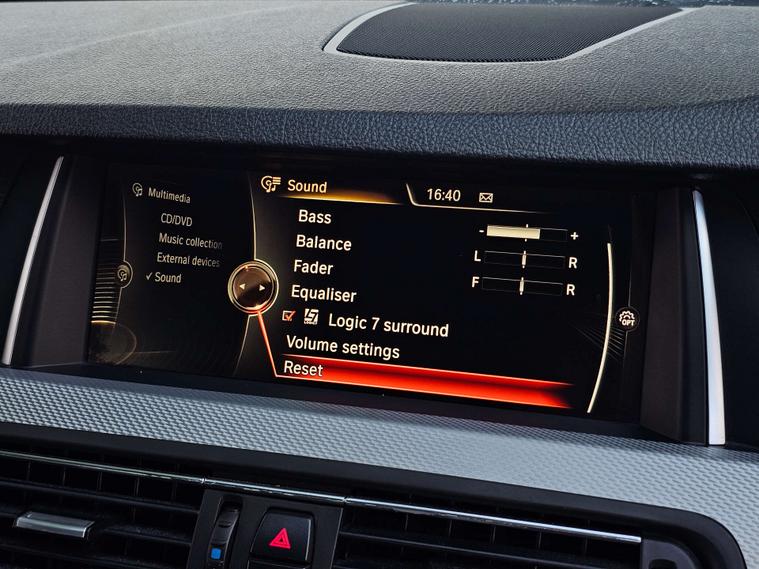 Multimedia
CD/DVD
Music collection
External devices
✓ Sound
Sound
16:40
Bass - +
Balance L R
Fader F R
Equaliser
Logic 7 surround
Volume settings
Reset
OPT